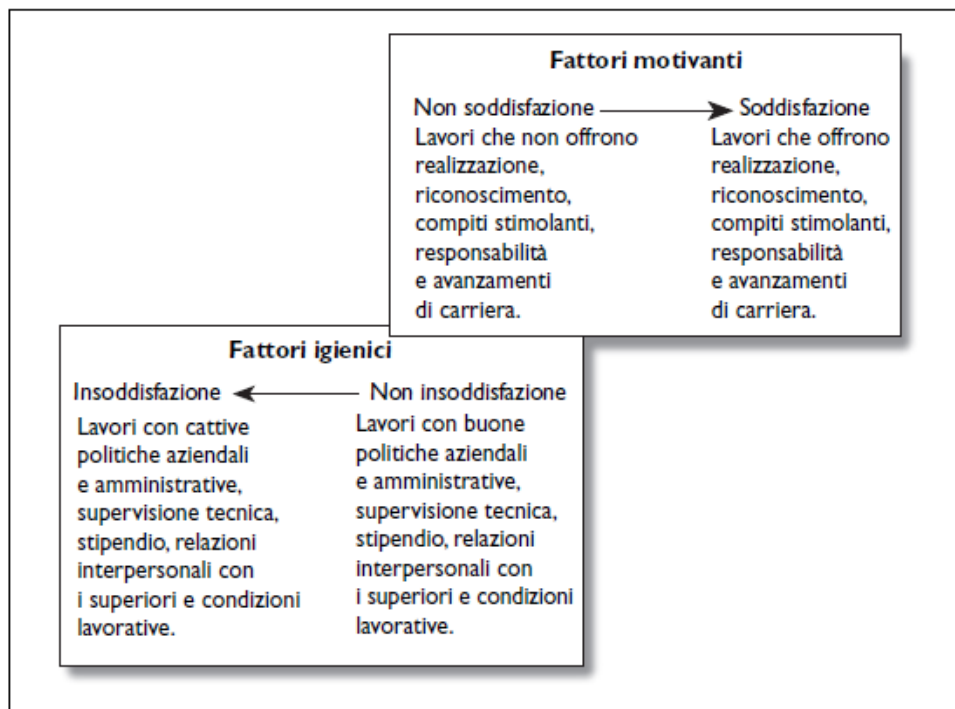 Fattori motivanti
Non soddisfazione
Lavori che non offrono
realizzazione,
riconoscimento,
compiti stimolanti,
responsabilità
e avanzamenti
di carriera.
Soddisfazione
Lavori che offrono
realizzazione,
riconoscimento,
compiti stimolanti,
responsabilità
e avanzamenti
di carriera.
Fattori igienici
Insoddisfazione
Lavori con cattive
politiche aziendali
e amministrative,
supervisione tecnica,
stipendio, relazioni
interpersonali con
i superiori e condizioni
lavorative.
Non insoddisfazione
Lavori con buone
politiche aziendali
e amministrative,
supervisione tecnica,
stipendio, relazioni
interpersonali con
i superiori e condizioni
lavorative.